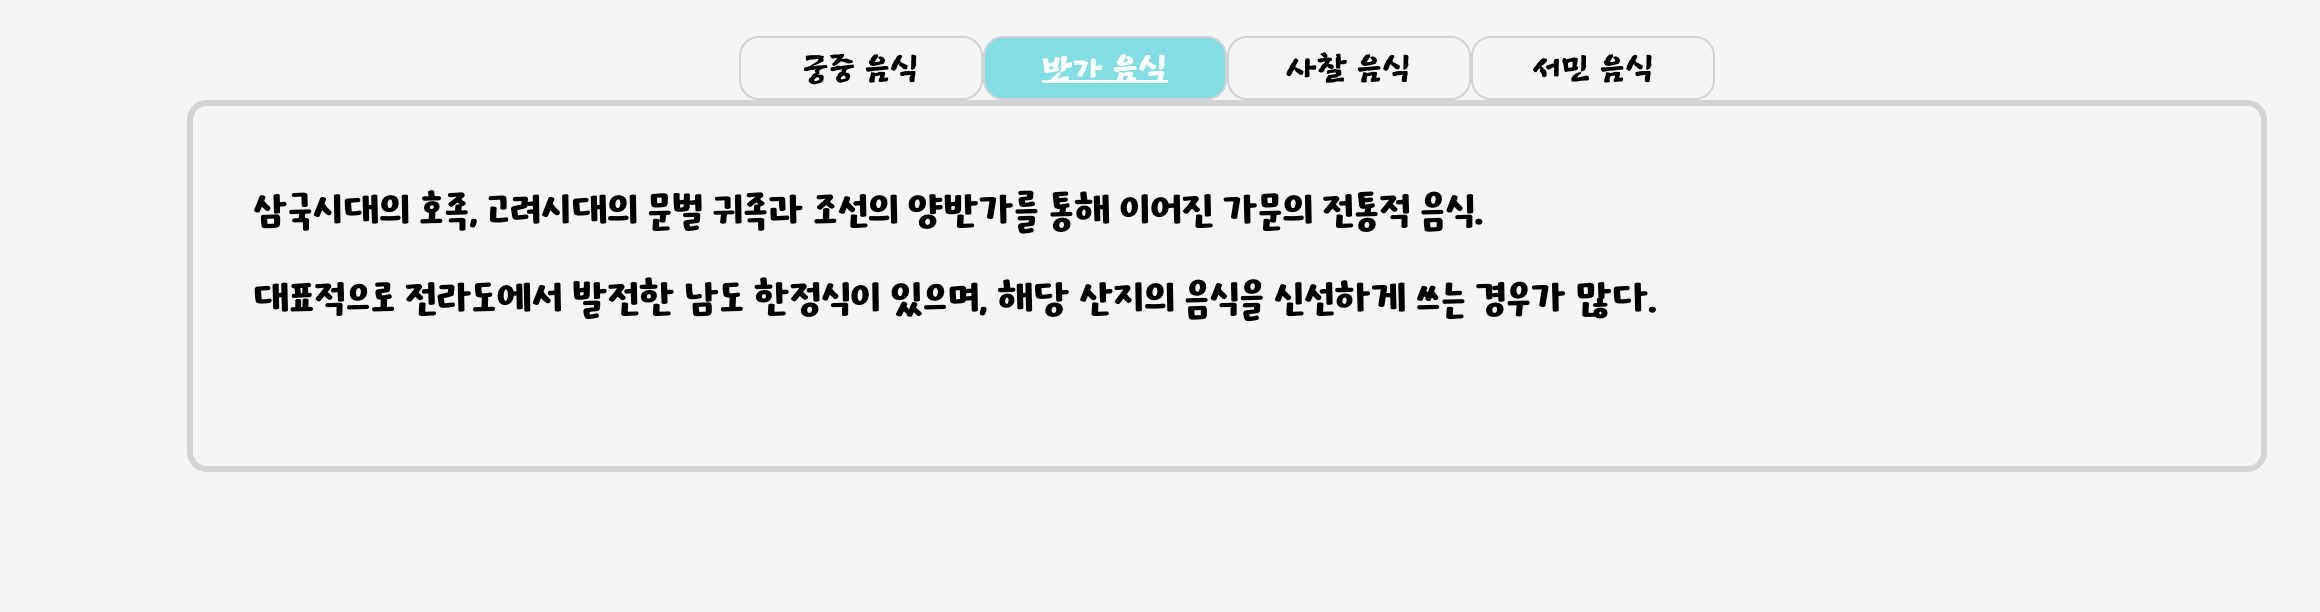 궁중 음식 반가 음식 사찰 음식 서민 음식
삼국시대의 호족, 고려시대의 문벌 귀족과 조선의 양반가를 통해 이어진 가문의 전통적 음식.
대표적으로 전라도에서 발전한 남도 한정식이 있으며, 해당 산지의 음식을 신선하게 쓰는 경우가 많다.